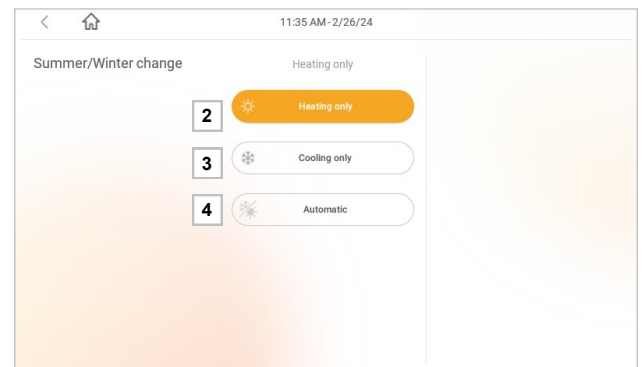 11:35 AM - 2/26/24
Summer/Winter change
Heating only
2
Heating only
3
Cooling only
4
Automatic